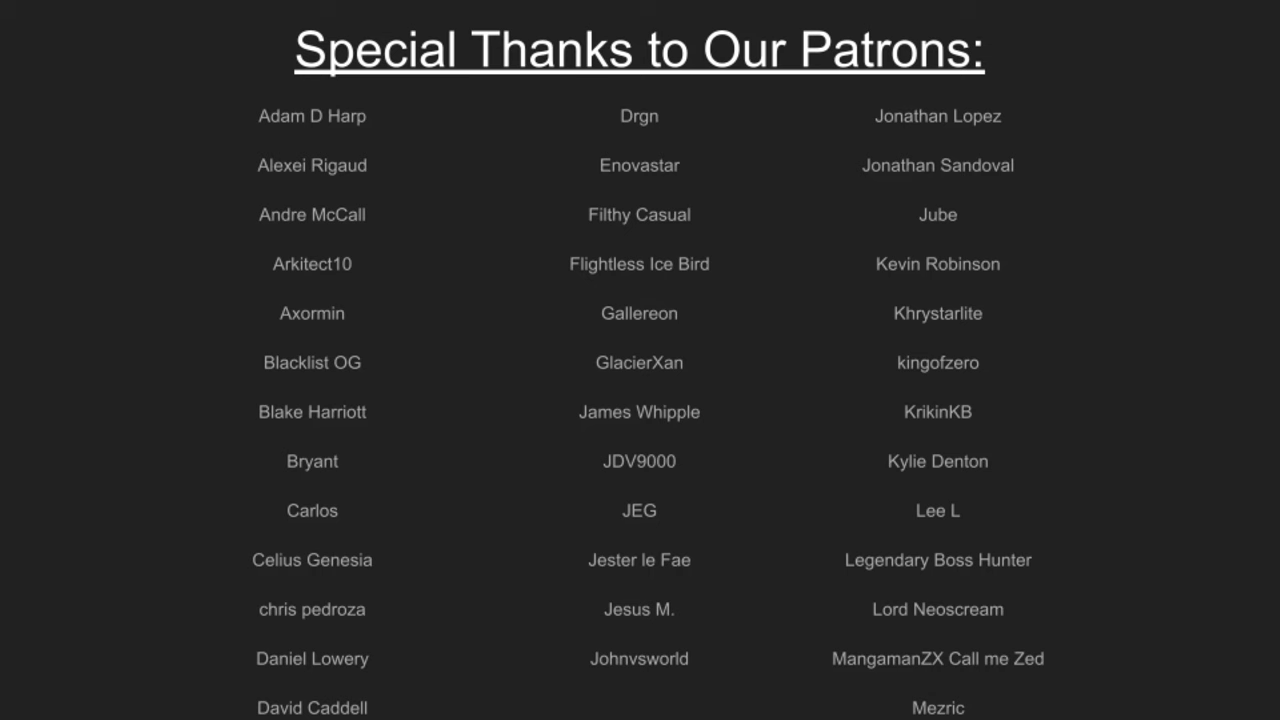 Special Thanks to Our Patrons:
Adam D Harp
Alexei Rigaud
Andre McCall
Arkitect10
Axormin
Blacklist OG
Blake Harriott
Bryant
Carlos
Celius Genesia
chris pedroza
Daniel Lowery
David Caddell
Drgn
Enovastar
Filthy Casual
Flightless Ice Bird
Gallereon
GlacierXan
James Whipple
JDV9000
JEG
Jester le Fae
Jesus M.
Johnvsworld
Jonathan Lopez
Jonathan Sandoval
Jube
Kevin Robinson
Khrystarlite
kingofzero
KrikinKB
Kylie Denton
Lee L
Legendary Boss Hunter
Lord Neoscream
MangamanZX Call me Zed
Mezric